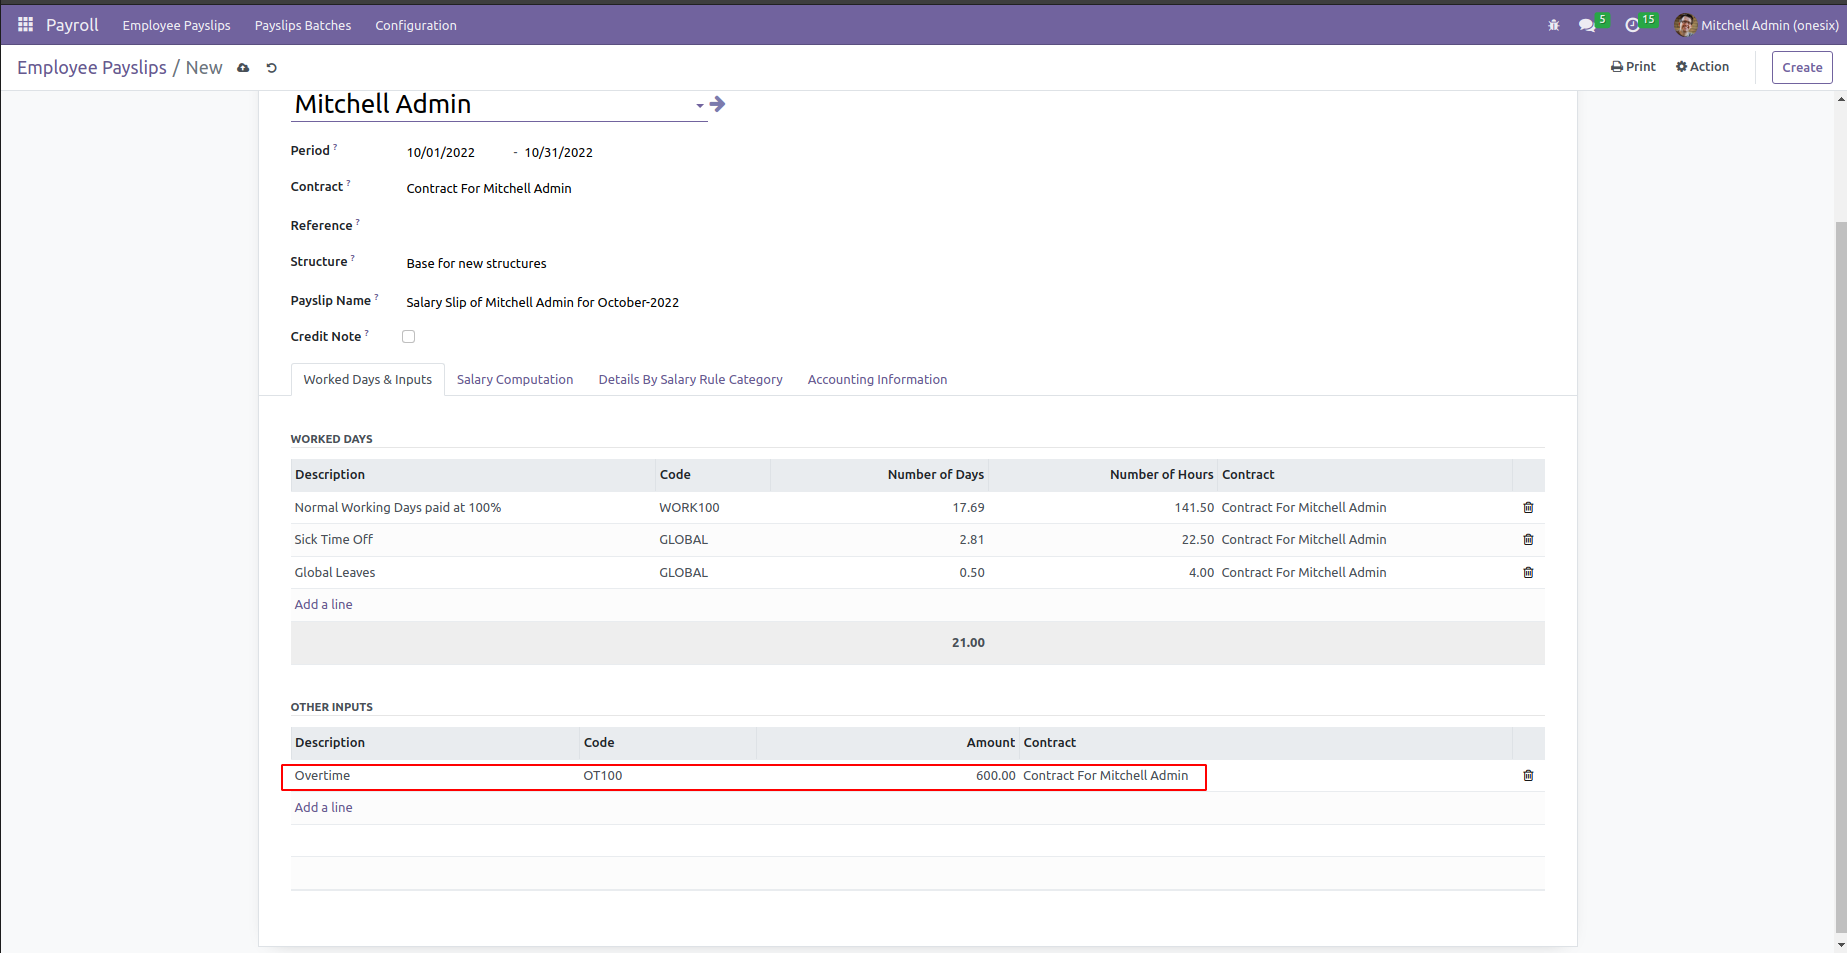 Payroll Employee Payslips Payslips Batches Configuration 5 15 Mitchell Admin (onesix)
Employee Payslips / New Print Action Create
Mitchell Admin
Period ? 10/01/2022 - 10/31/2022
Contract ? Contract For Mitchell Admin
Reference ?
Structure ? Base for new structures
Payslip Name ? Salary Slip of Mitchell Admin for October-2022
Credit Note ?
Worked Days & Inputs Salary Computation Details By Salary Rule Category Accounting Information
WORKED DAYS
Description Code Number of Days Number of Hours Contract
Normal Working Days paid at 100% WORK100 17.69 141.50 Contract For Mitchell Admin
Sick Time Off GLOBAL 2.81 22.50 Contract For Mitchell Admin
Global Leaves GLOBAL 0.50 4.00 Contract For Mitchell Admin
Add a line
21.00
OTHER INPUTS
Description Code Amount Contract
Overtime OT100 600.00 Contract For Mitchell Admin
Add a line